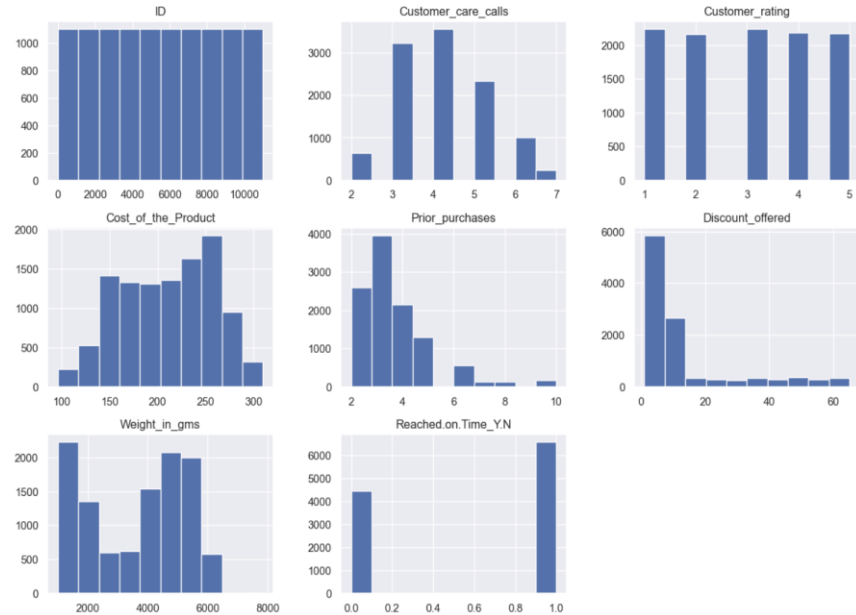 ID
1000
800
600
400
200
0
0 2000 4000 6000 8000 10000
Customer_care_calls
3000
2000
1000
0
2 3 4 5 6 7
Customer_rating
2000
1500
1000
500
0
1 2 3 4 5
Cost_of_the_Product
2000
1500
1000
500
0
100 150 200 250 300
Prior_purchases
4000
3000
2000
1000
0
2 4 6 8 10
Discount_offered
6000
4000
2000
0
0 20 40 60
Weight_in_gms
2000
1500
1000
500
0
2000 4000 6000 8000
Reached.on.Time_Y.N
6000
5000
4000
3000
2000
1000
0
0.0 0.2 0.4 0.6 0.8 1.0